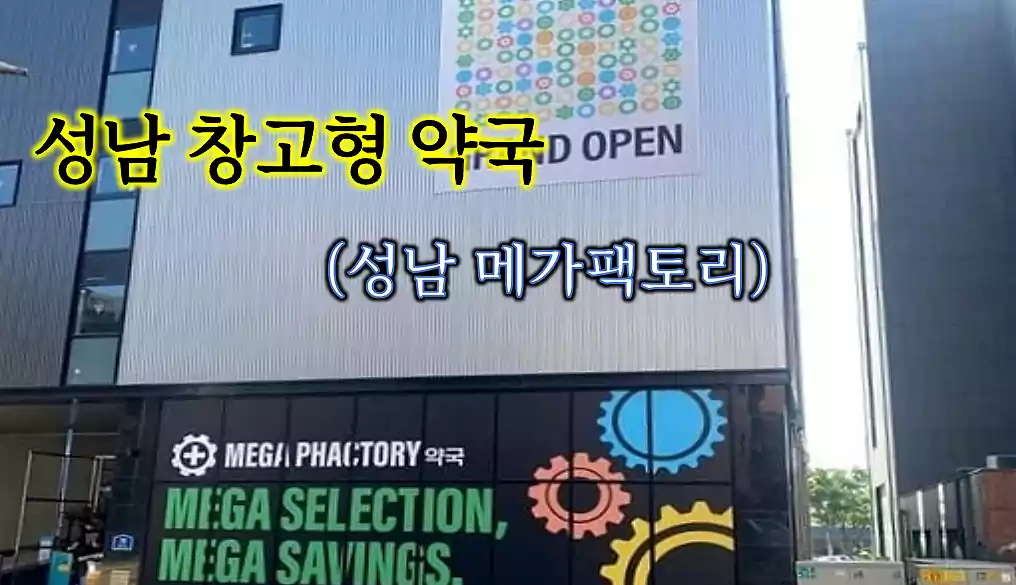 성남 창고형 약국
OPEN
(성남 메가팩토리)
MEGA PHACTORY 약국
MEGA SELECTION,
MEGA SAVINGS.